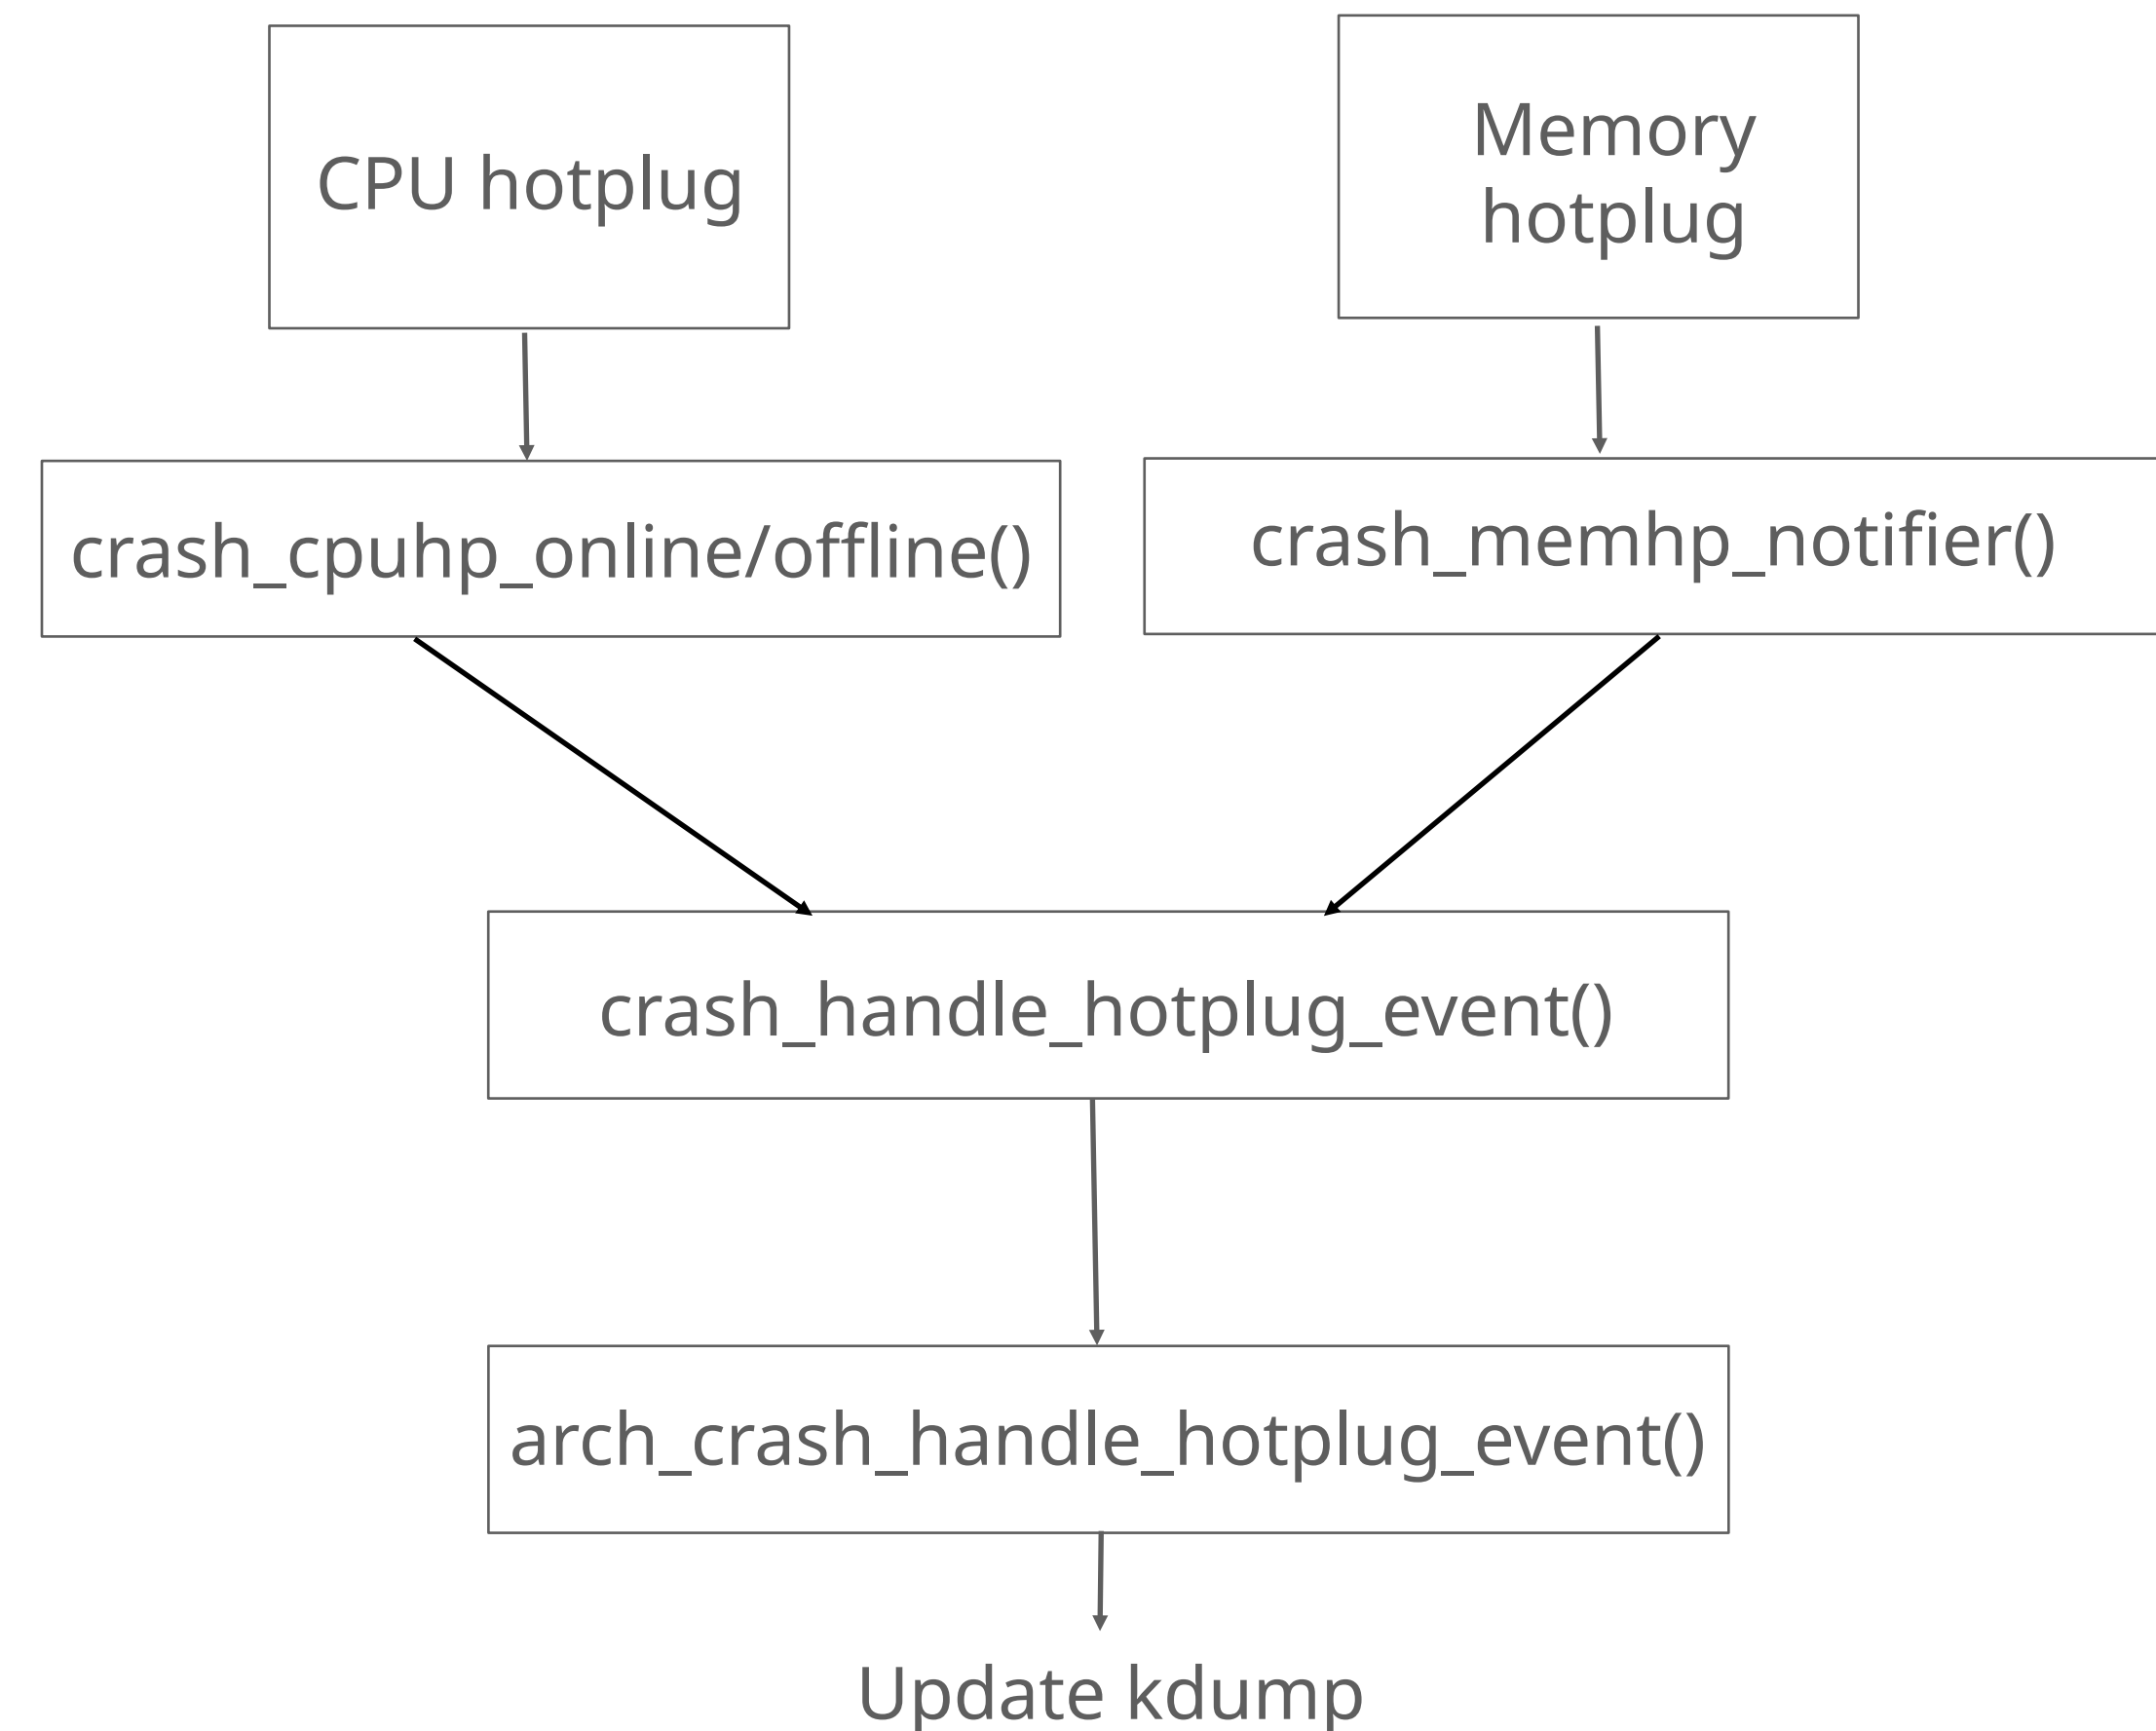 CPU hotplug
Memory
hotplug
crash_cpuhp_online/offline()
crash_memhp_notifier()
crash_handle_hotplug_event()
arch_crash_handle_hotplug_event()
Update kdump